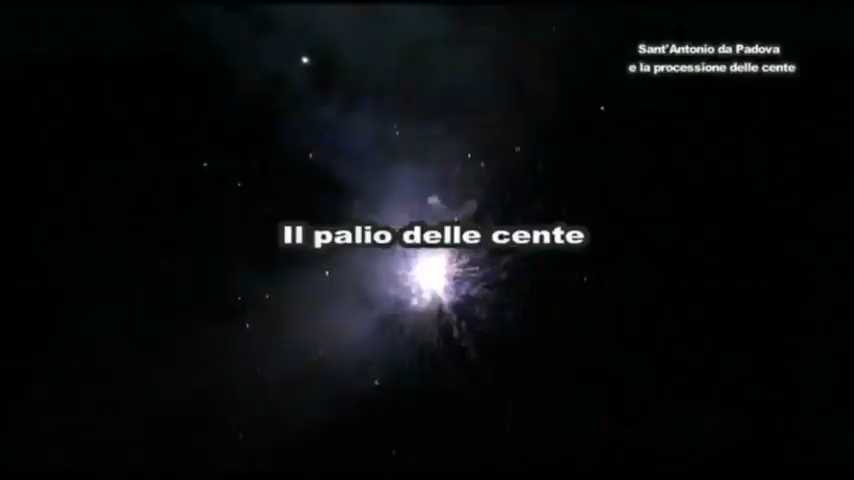 Sant'Antonio da Padova
e la processione delle cente
Il palio delle cente